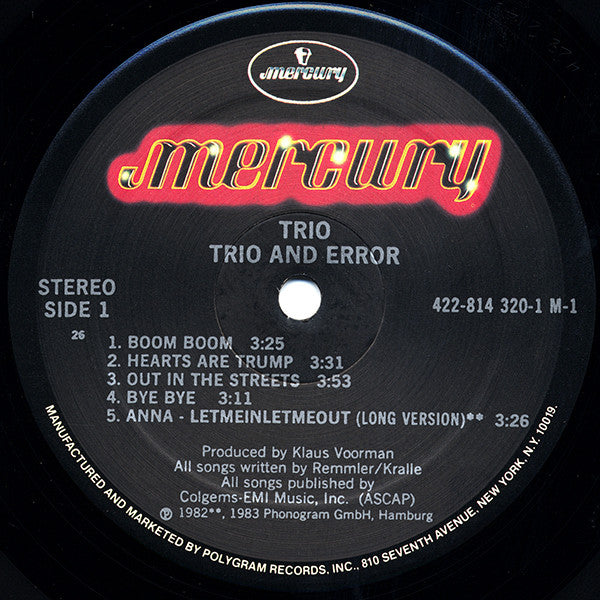 mercury
mercury
TRIO
TRIO AND ERROR
STEREO
SIDE 1
422-814 320-1 M-1
26
1. BOOM BOOM 3:25
2. HEARTS ARE TRUMP 3:31
3. OUT IN THE STREETS 3:53
4. BYE BYE 3:11
5. ANNA - LETMEINLETMEOUT (LONG VERSION)** 3:26
Produced by Klaus Voorman
All songs written by Remmler/Kralle
All songs published by
Colgems-EMI Music, Inc. (ASCAP)
℗ 1982**, 1983 Phonogram GmbH, Hamburg
MANUFACTURED AND MARKETED BY POLYGRAM RECORDS, INC., 810 SEVENTH AVENUE, NEW YORK, N.Y. 10019.